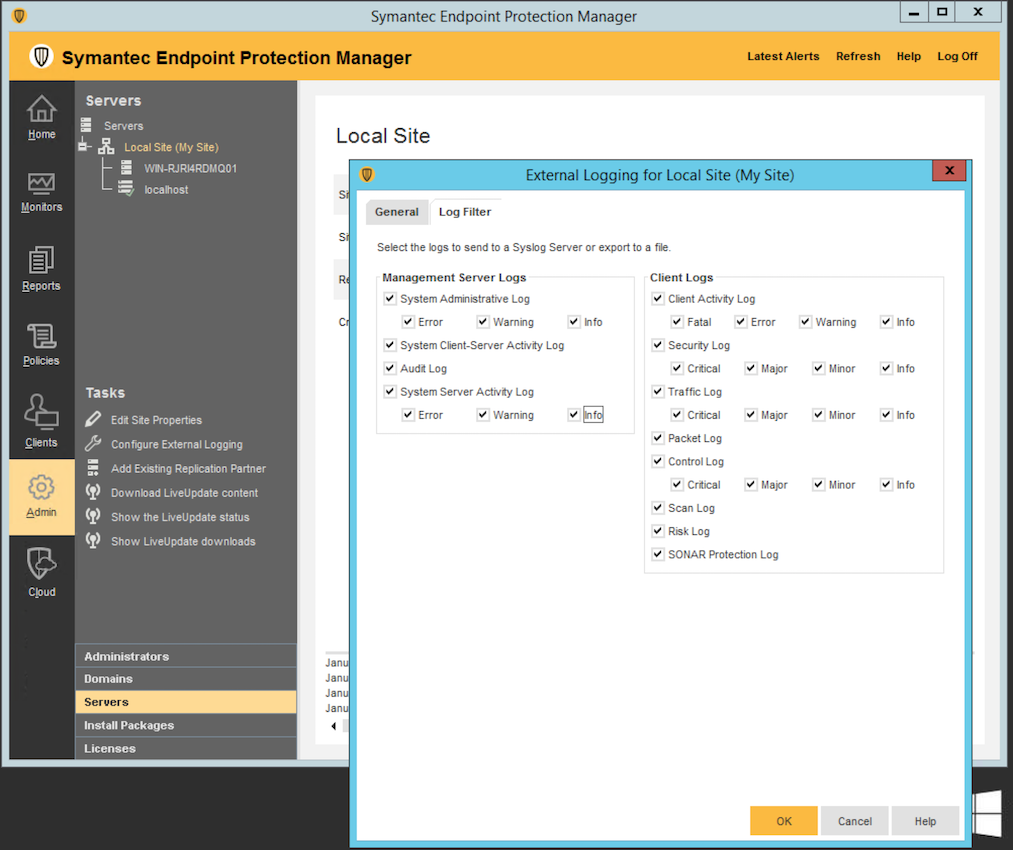 Symantec Endpoint Protection Manager
Symantec Endpoint Protection Manager
Latest Alerts Refresh Help Log Off
Home
Monitors
Reports
Policies
Clients
Admin
Cloud
Servers
Servers
Local Site (My Site)
WIN-RJRI4RDMQ01
localhost
Tasks
Edit Site Properties
Configure External Logging
Add Existing Replication Partner
Download LiveUpdate content
Show the LiveUpdate status
Show LiveUpdate downloads
Administrators
Domains
Servers
Install Packages
Licenses
Local Site
Si
Si
Re
Cr
Janu
Janu
Janu
Janu
External Logging for Local Site (My Site)
General Log Filter
Select the logs to send to a Syslog Server or export to a file.
Management Server Logs
System Administrative Log
Error Warning Info
System Client-Server Activity Log
Audit Log
System Server Activity Log
Error Warning Info
Client Logs
Client Activity Log
Fatal Error Warning Info
Security Log
Critical Major Minor Info
Traffic Log
Critical Major Minor Info
Packet Log
Control Log
Critical Major Minor Info
Scan Log
Risk Log
SONAR Protection Log
OK Cancel Help